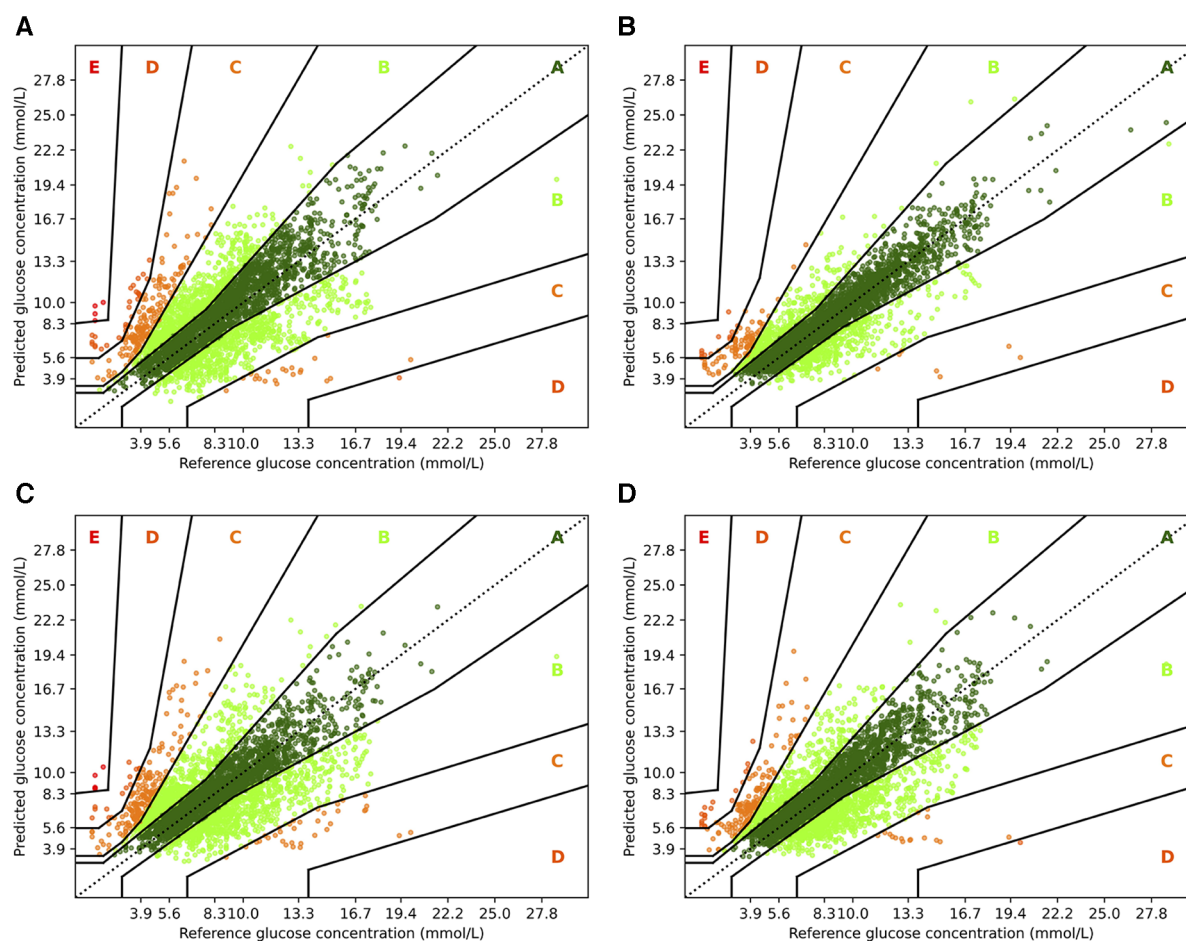 A
E D C B A
27.8
25.0
22.2
19.4
16.7
13.3
10.0
8.3
5.6
3.9
B
C
D
Predicted glucose concentration (mmol/L)
3.9 5.6 8.3 10.0 13.3 16.7 19.4 22.2 25.0 27.8
Reference glucose concentration (mmol/L)
B
E D C B A
27.8
25.0
22.2
19.4
16.7
13.3
10.0
8.3
5.6
3.9
B
C
D
Predicted glucose concentration (mmol/L)
3.9 5.6 8.3 10.0 13.3 16.7 19.4 22.2 25.0 27.8
Reference glucose concentration (mmol/L)
C
E D C B A
27.8
25.0
22.2
19.4
16.7
13.3
10.0
8.3
5.6
3.9
B
C
D
Predicted glucose concentration (mmol/L)
3.9 5.6 8.3 10.0 13.3 16.7 19.4 22.2 25.0 27.8
Reference glucose concentration (mmol/L)
D
E D C B A
27.8
25.0
22.2
19.4
16.7
13.3
10.0
8.3
5.6
3.9
B
C
D
Predicted glucose concentration (mmol/L)
3.9 5.6 8.3 10.0 13.3 16.7 19.4 22.2 25.0 27.8
Reference glucose concentration (mmol/L)